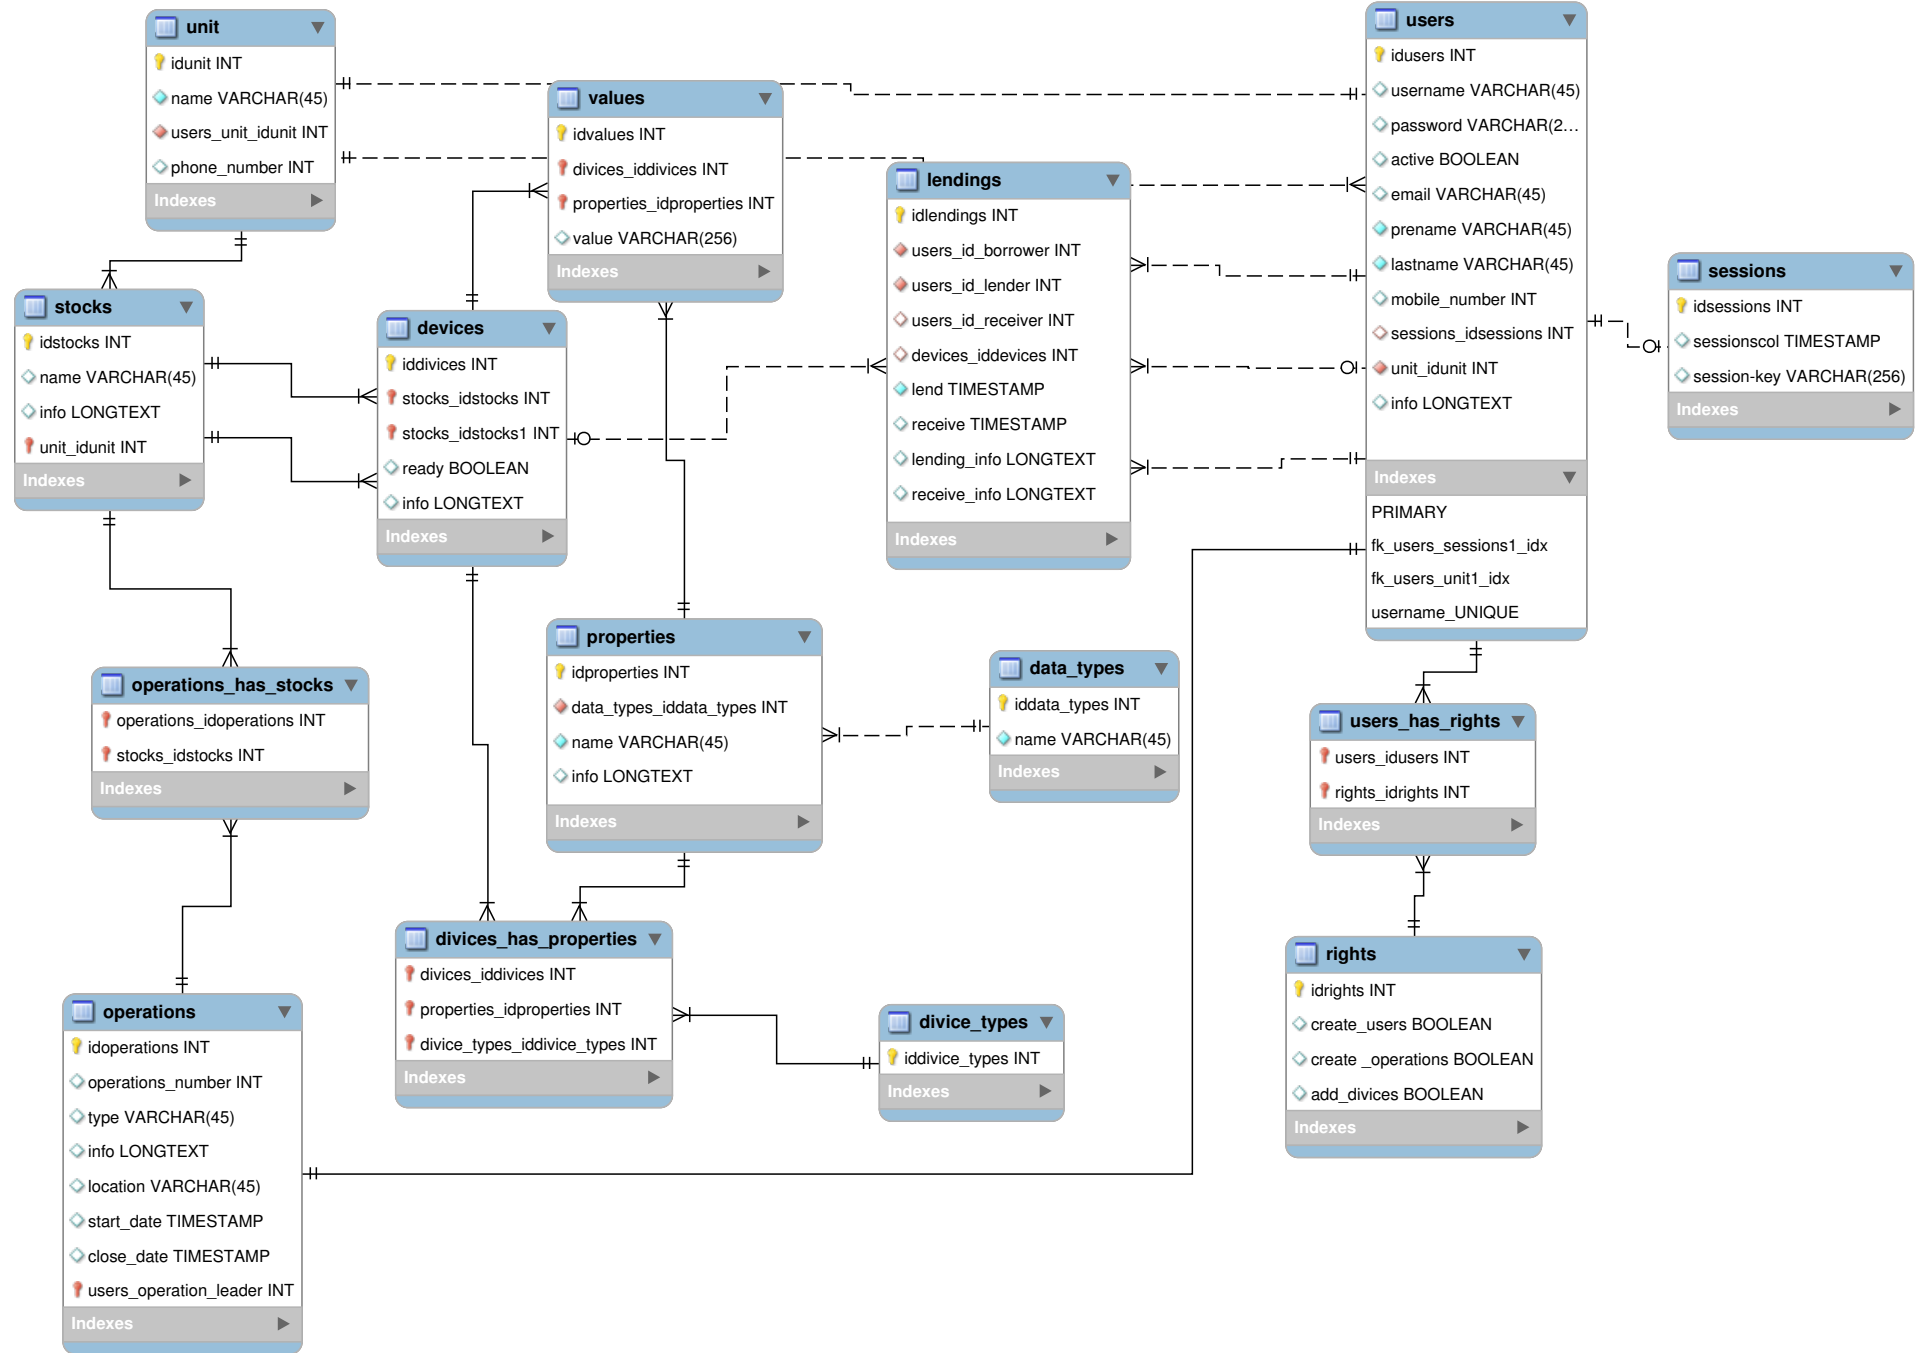 unit
idunit INT
name VARCHAR(45)
users_unit_idunit INT
phone_number INT
Indexes
values
idvalues INT
divices_iddivices INT
properties_idproperties INT
value VARCHAR(256)
Indexes
lendings
idlendings INT
users_id_borrower INT
users_id_lender INT
users_id_receiver INT
devices_iddevices INT
lend TIMESTAMP
receive TIMESTAMP
lending_info LONGTEXT
receive_info LONGTEXT
Indexes
users
idusers INT
username VARCHAR(45)
password VARCHAR(2...
active BOOLEAN
email VARCHAR(45)
prename VARCHAR(45)
lastname VARCHAR(45)
mobile_number INT
sessions_idsessions INT
unit_idunit INT
info LONGTEXT
Indexes
PRIMARY
fk_users_sessions1_idx
fk_users_unit1_idx
username_UNIQUE
sessions
idsessions INT
sessionscol TIMESTAMP
session-key VARCHAR(256)
Indexes
stocks
idstocks INT
name VARCHAR(45)
info LONGTEXT
unit_idunit INT
Indexes
devices
iddivices INT
stocks_idstocks INT
stocks_idstocks1 INT
ready BOOLEAN
info LONGTEXT
Indexes
operations_has_stocks
operations_idoperations INT
stocks_idstocks INT
Indexes
properties
idproperties INT
data_types_iddata_types INT
name VARCHAR(45)
info LONGTEXT
Indexes
data_types
iddata_types INT
name VARCHAR(45)
Indexes
users_has_rights
users_idusers INT
rights_idrights INT
Indexes
divices_has_properties
divices_iddivices INT
properties_idproperties INT
divice_types_iddivice_types INT
Indexes
divice_types
iddivice_types INT
Indexes
rights
idrights INT
create_users BOOLEAN
create _operations BOOLEAN
add_divices BOOLEAN
Indexes
operations
idoperations INT
operations_number INT
type VARCHAR(45)
info LONGTEXT
location VARCHAR(45)
start_date TIMESTAMP
close_date TIMESTAMP
users_operation_leader INT
Indexes